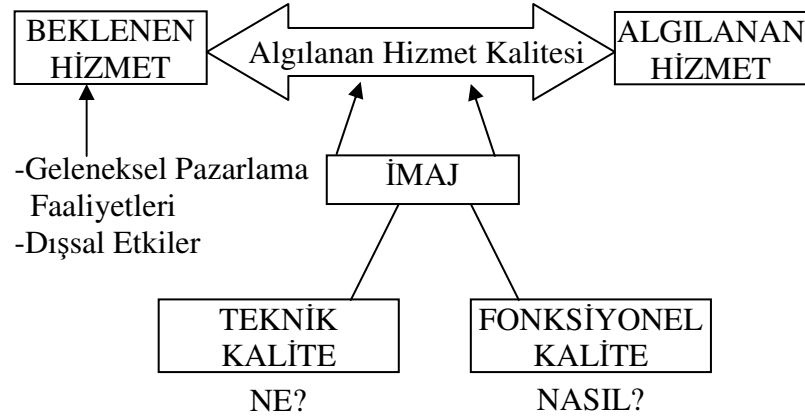 BEKLENEN
HİZMET
Algılanan Hizmet Kalitesi
ALGILANAN
HİZMET
-Geleneksel Pazarlama
Faaliyetleri
-Dışsal Etkiler
İMAJ
TEKNİK
KALİTE
FONKSİYONEL
KALİTE
NE?
NASIL?